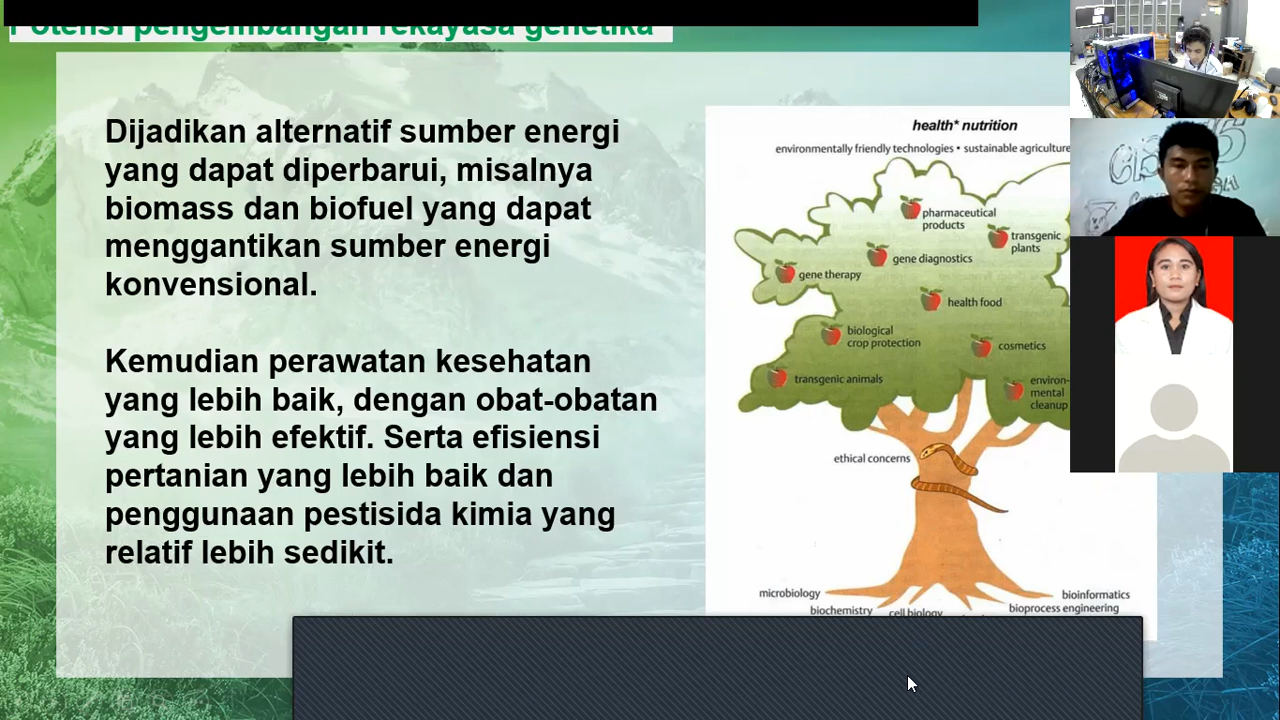 Potensi pengembangan rekayasa genetika
Dijadikan alternatif sumber energi
yang dapat diperbarui, misalnya
biomass dan biofuel yang dapat
menggantikan sumber energi
konvensional.
Kemudian perawatan kesehatan
yang lebih baik, dengan obat-obatan
yang lebih efektif. Serta efisiensi
pertanian yang lebih baik dan
penggunaan pestisida kimia yang
relatif lebih sedikit.
health* nutrition
environmentally friendly technologies • sustainable agriculture
pharmaceutical
products
transgenic
plants
gene diagnostics
gene therapy
health food
biological
crop protection
cosmetics
transgenic animals
environ-
mental
cleanup
ethical concerns
microbiology
bioinformatics
biochemistry
cell biology
bioprocess engineering